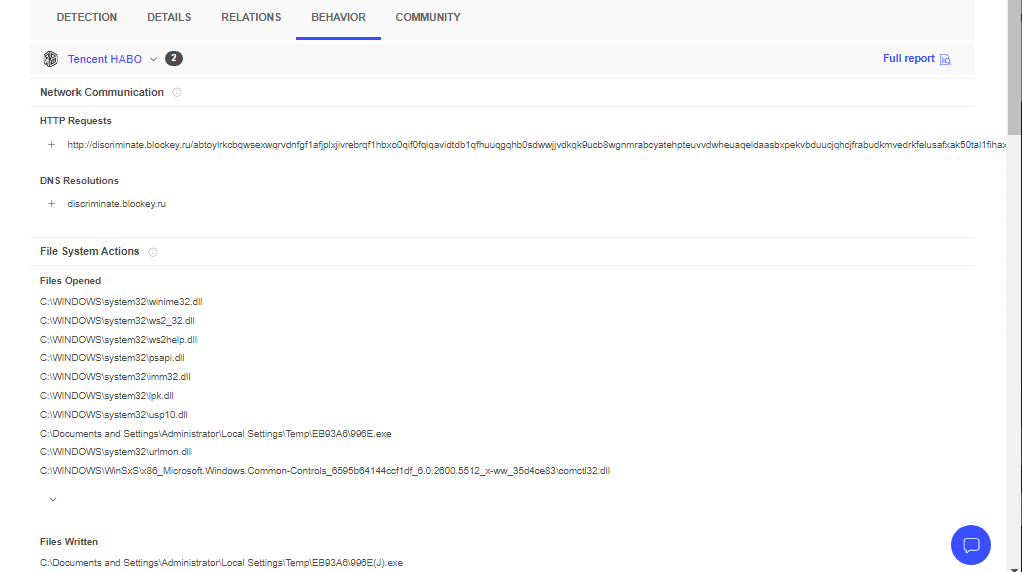 DETECTION DETAILS RELATIONS BEHAVIOR COMMUNITY
Tencent HABO 2 Full report
Network Communication
HTTP Requests
+ http://discriminate.blockey.ru/abtoylrkcbqwsexwqrvdnfgf1afjplxjivrebrqf1hbxo0qif0fqiqavidtdb1qfhuuqgqhb0sdwwjjvdkqk9ucb8wgnmrabcyatehpteuvvdwheuaqeldaasbxpekvbduucjqhcjfrabudkmvedrkfelusafxak50tal1fihax
DNS Resolutions
+ discriminate.blockey.ru
File System Actions
Files Opened
C:\WINDOWS\system32\winime32.dll
C:\WINDOWS\system32\ws2_32.dll
C:\WINDOWS\system32\ws2help.dll
C:\WINDOWS\system32\psapi.dll
C:\WINDOWS\system32\imm32.dll
C:\WINDOWS\system32\lpk.dll
C:\WINDOWS\system32\usp10.dll
C:\Documents and Settings\Administrator\Local Settings\Temp\EB93A6\996E.exe
C:\WINDOWS\system32\urlmon.dll
C:\WINDOWS\WinSxS\x86_Microsoft.Windows.Common-Controls_6595b64144ccf1df_6.0.2600.5512_x-ww_35d4ce83\comctl32.dll
Files Written
C:\Documents and Settings\Administrator\Local Settings\Temp\EB93A6\996E(J).exe